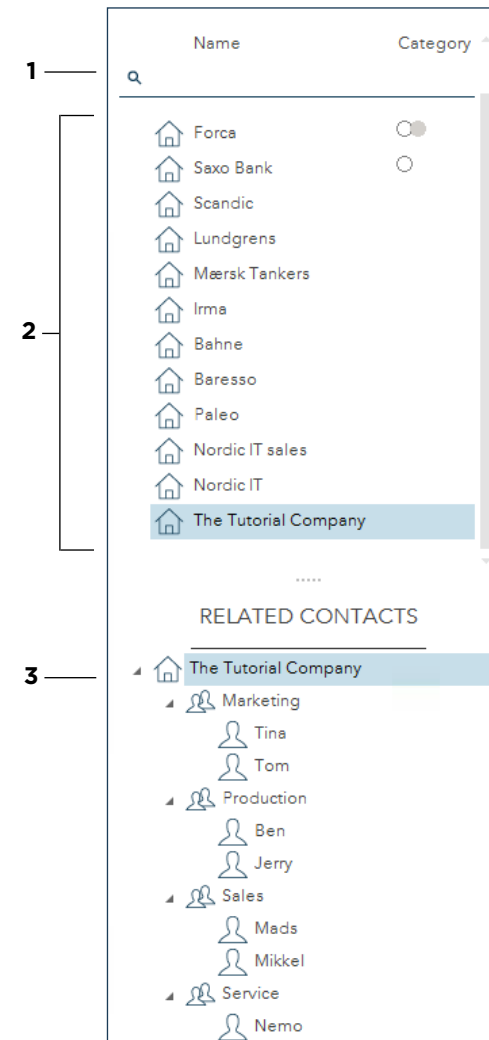 Name Category
1
Forca
Saxo Bank
Scandic
Lundgrens
Mærsk Tankers
Irma
2
Bahne
Baresso
Paleo
Nordic IT sales
Nordic IT
The Tutorial Company
RELATED CONTACTS
3 The Tutorial Company
Marketing
Tina
Tom
Production
Ben
Jerry
Sales
Mads
Mikkel
Service
Nemo